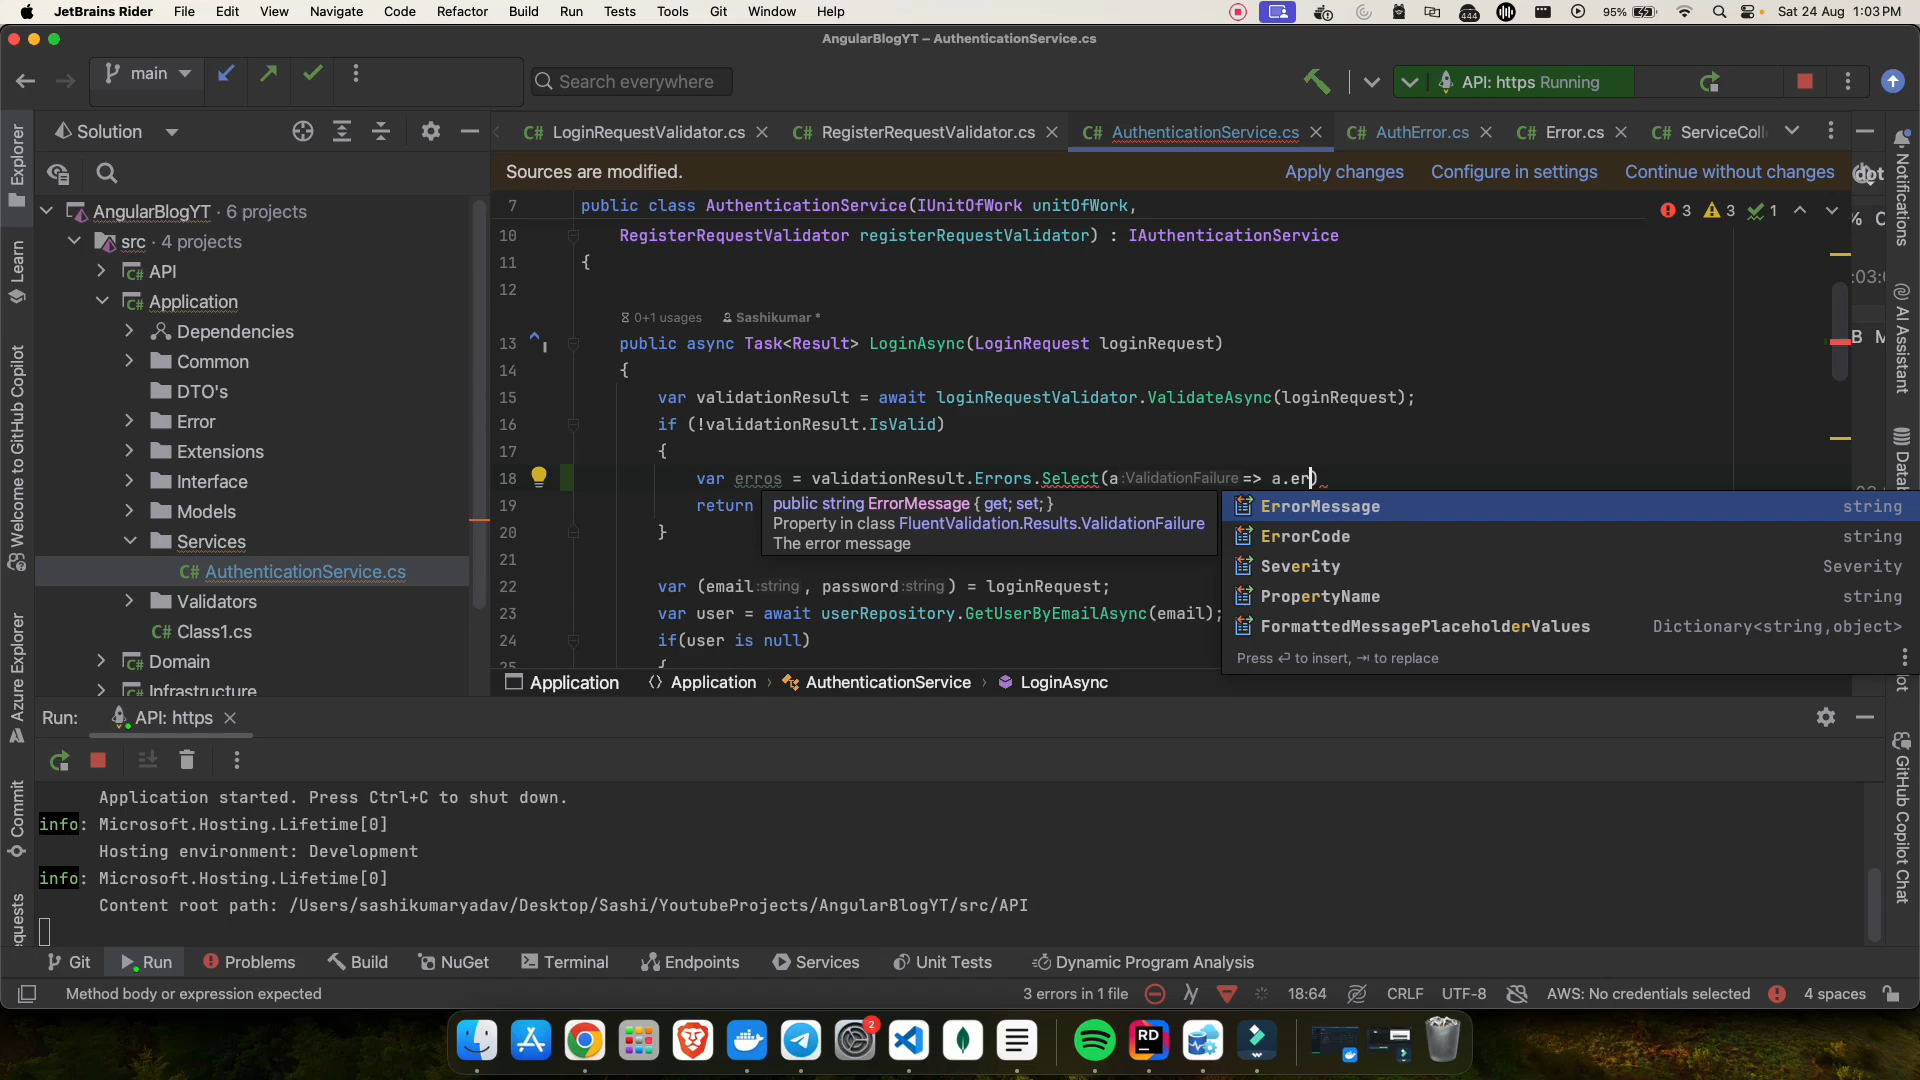 JetBrains Rider File Edit View Navigate Code Refactor Build Run Tests Tools Git Window Help 444 95% Sat 24 Aug 1:03 PM
AngularBlogYT – AuthenticationService.cs
main Search everywhere API: https Running
Solution
LoginRequestValidator.cs RegisterRequestValidator.cs AuthenticationService.cs AuthError.cs Error.cs ServiceColl
Sources are modified. Apply changes Configure in settings Continue without changes
AngularBlogYT · 6 projects
src · 4 projects
API
Application
Dependencies
Common
DTO's
Error
Extensions
Interface
Models
Services
AuthenticationService.cs
Validators
Class1.cs
Domain
Infrastructure
7 public class AuthenticationService(IUnitOfWork unitOfWork,
3 3 1
10 RegisterRequestValidator registerRequestValidator) : IAuthenticationService
11 {
12
0+1 usages Sashikumar *
13 public async Task<Result> LoginAsync(LoginRequest loginRequest)
14 {
15 var validationResult = await loginRequestValidator.ValidateAsync(loginRequest);
16 if (!validationResult.IsValid)
17 {
18 var erros = validationResult.Errors.Select(a :ValidationFailure => a.er)
19 return
20 }
21
22 var (email :string , password :string ) = loginRequest;
23 var user = await userRepository.GetUserByEmailAsync(email);
24 if(user is null)
25 {
public string ErrorMessage { get; set; }
Property in class FluentValidation.Results.ValidationFailure
The error message
ErrorMessage string
ErrorCode string
Severity Severity
PropertyName string
FormattedMessagePlaceholderValues Dictionary<string,object>
Press ↵ to insert, ⇥ to replace
Application Application › AuthenticationService › LoginAsync
Run: API: https
Application started. Press Ctrl+C to shut down.
info: Microsoft.Hosting.Lifetime[0]
Hosting environment: Development
info: Microsoft.Hosting.Lifetime[0]
Content root path: /Users/sashikumaryadav/Desktop/Sashi/YoutubeProjects/AngularBlogYT/src/API
Git Run Problems Build NuGet Terminal Endpoints Services Unit Tests Dynamic Program Analysis
Method body or expression expected 3 errors in 1 file 18:64 CRLF UTF-8 AWS: No credentials selected 4 spaces
Explorer
Learn
Welcome to GitHub Copilot
Azure Explorer
Commit
Notifications
AI Assistant
GitHub Copilot Chat
2
RD